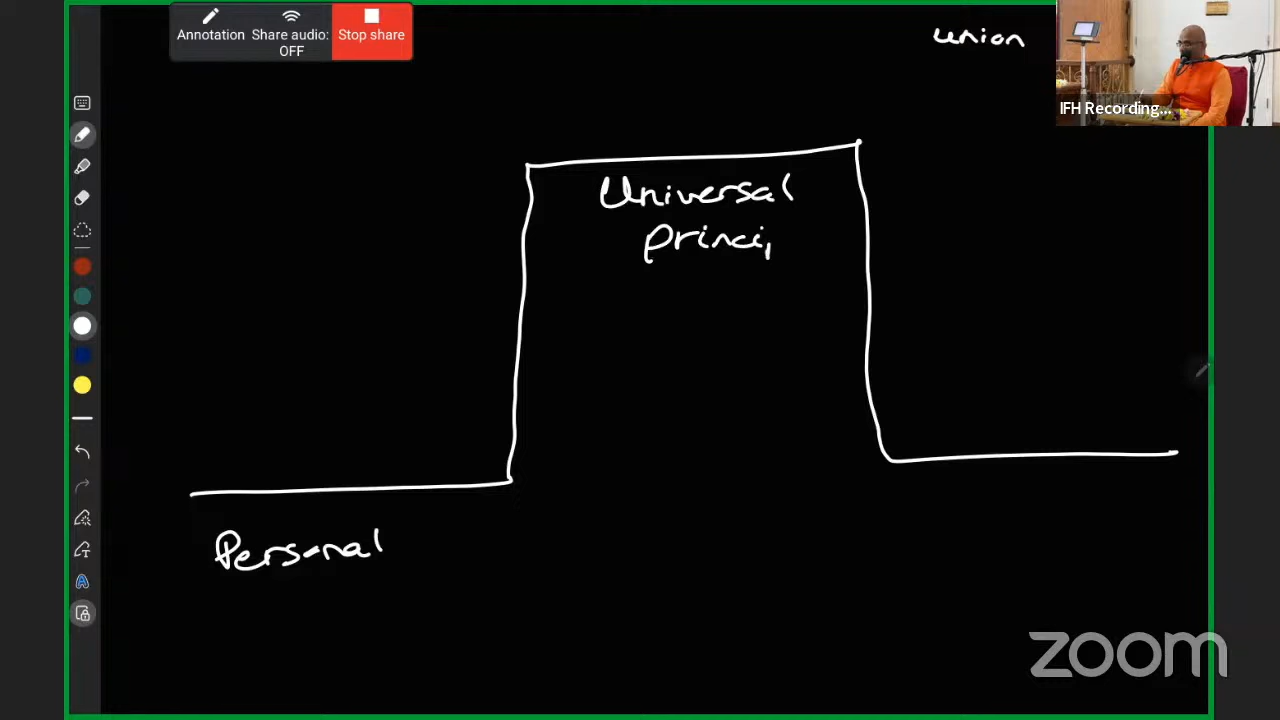 Annotation
Share audio:
OFF
Stop share
union
IFH Recording...
Universal
princi,
Personal
A
zoom